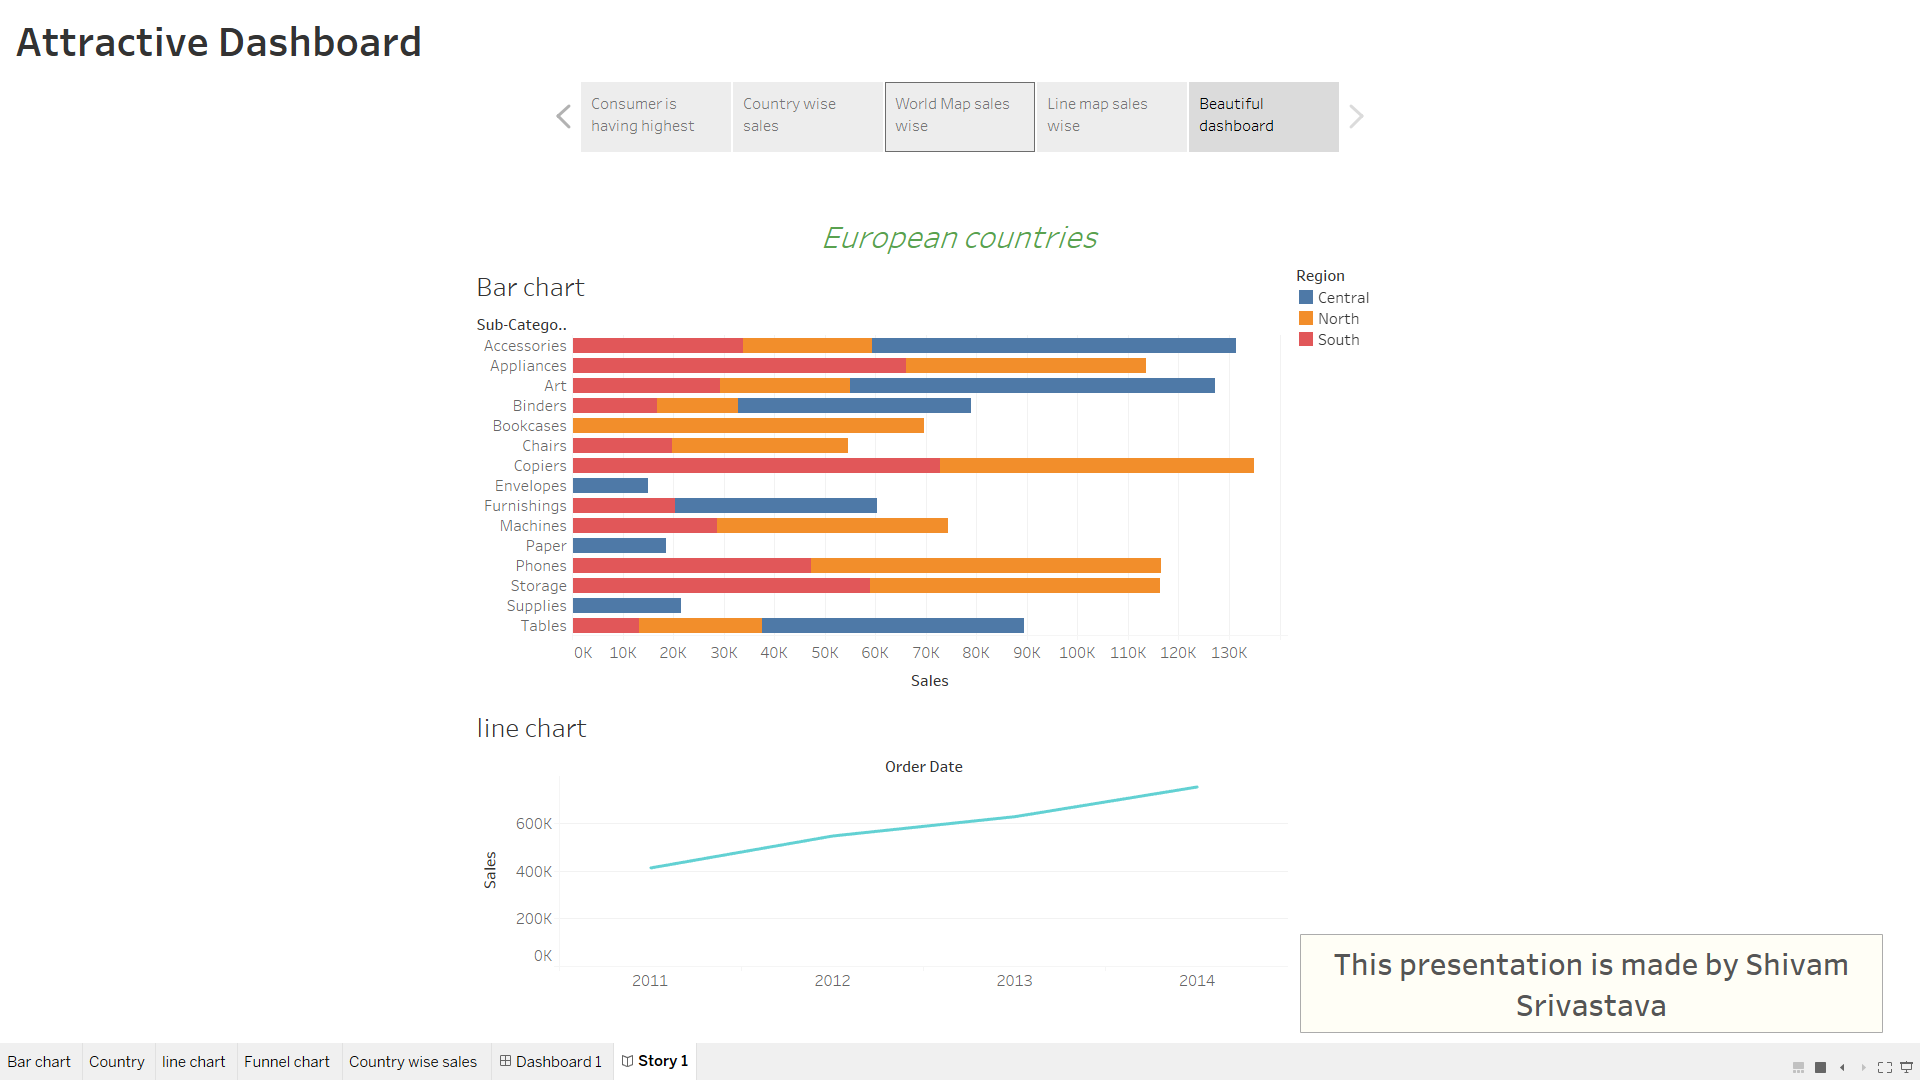 Attractive Dashboard
Consumer is
having highest
Country wise
sales
World Map sales
wise
Line map sales
wise
Beautiful
dashboard
European countries
Bar chart
Region
Central
North
South
Sub-Catego..
Accessories
Appliances
Art
Binders
Bookcases
Chairs
Copiers
Envelopes
Furnishings
Machines
Paper
Phones
Storage
Supplies
Tables
0K 10K 20K 30K 40K 50K 60K 70K 80K 90K 100K 110K 120K 130K
Sales
line chart
Order Date
600K
400K
200K
0K
Sales
2011 2012 2013 2014
This presentation is made by Shivam
Srivastava
Bar chart Country line chart Funnel chart Country wise sales Dashboard 1 Story 1